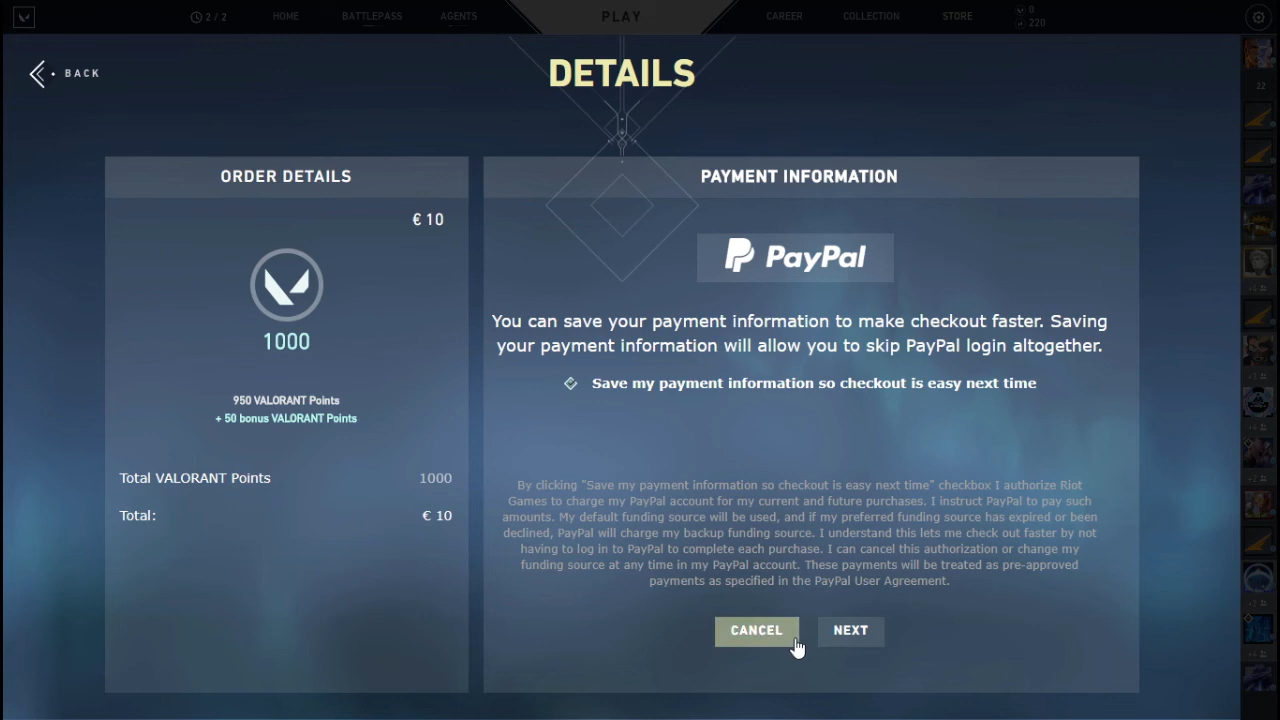 2 / 2
HOME
BATTLEPASS
AGENTS
PLAY
CAREER
COLLECTION
STORE
0
220
BACK
DETAILS
22
ORDER DETAILS
€ 10
1000
950 VALORANT Points
+ 50 bonus VALORANT Points
Total VALORANT Points 1000
Total: € 10
PAYMENT INFORMATION
PayPal
You can save your payment information to make checkout faster. Saving
your payment information will allow you to skip PayPal login altogether.
Save my payment information so checkout is easy next time
By clicking "Save my payment information so checkout is easy next time" checkbox I authorize Riot
Games to charge my PayPal account for my current and future purchases. I instruct PayPal to pay such
amounts. My default funding source will be used, and if my preferred funding source has expired or been
declined, PayPal will charge my backup funding source. I understand this lets me check out faster by not
having to log in to PayPal to complete each purchase. I can cancel this authorization or change my
funding source at any time in my PayPal account. These payments will be treated as pre-approved
payments as specified in the PayPal User Agreement.
CANCEL
NEXT